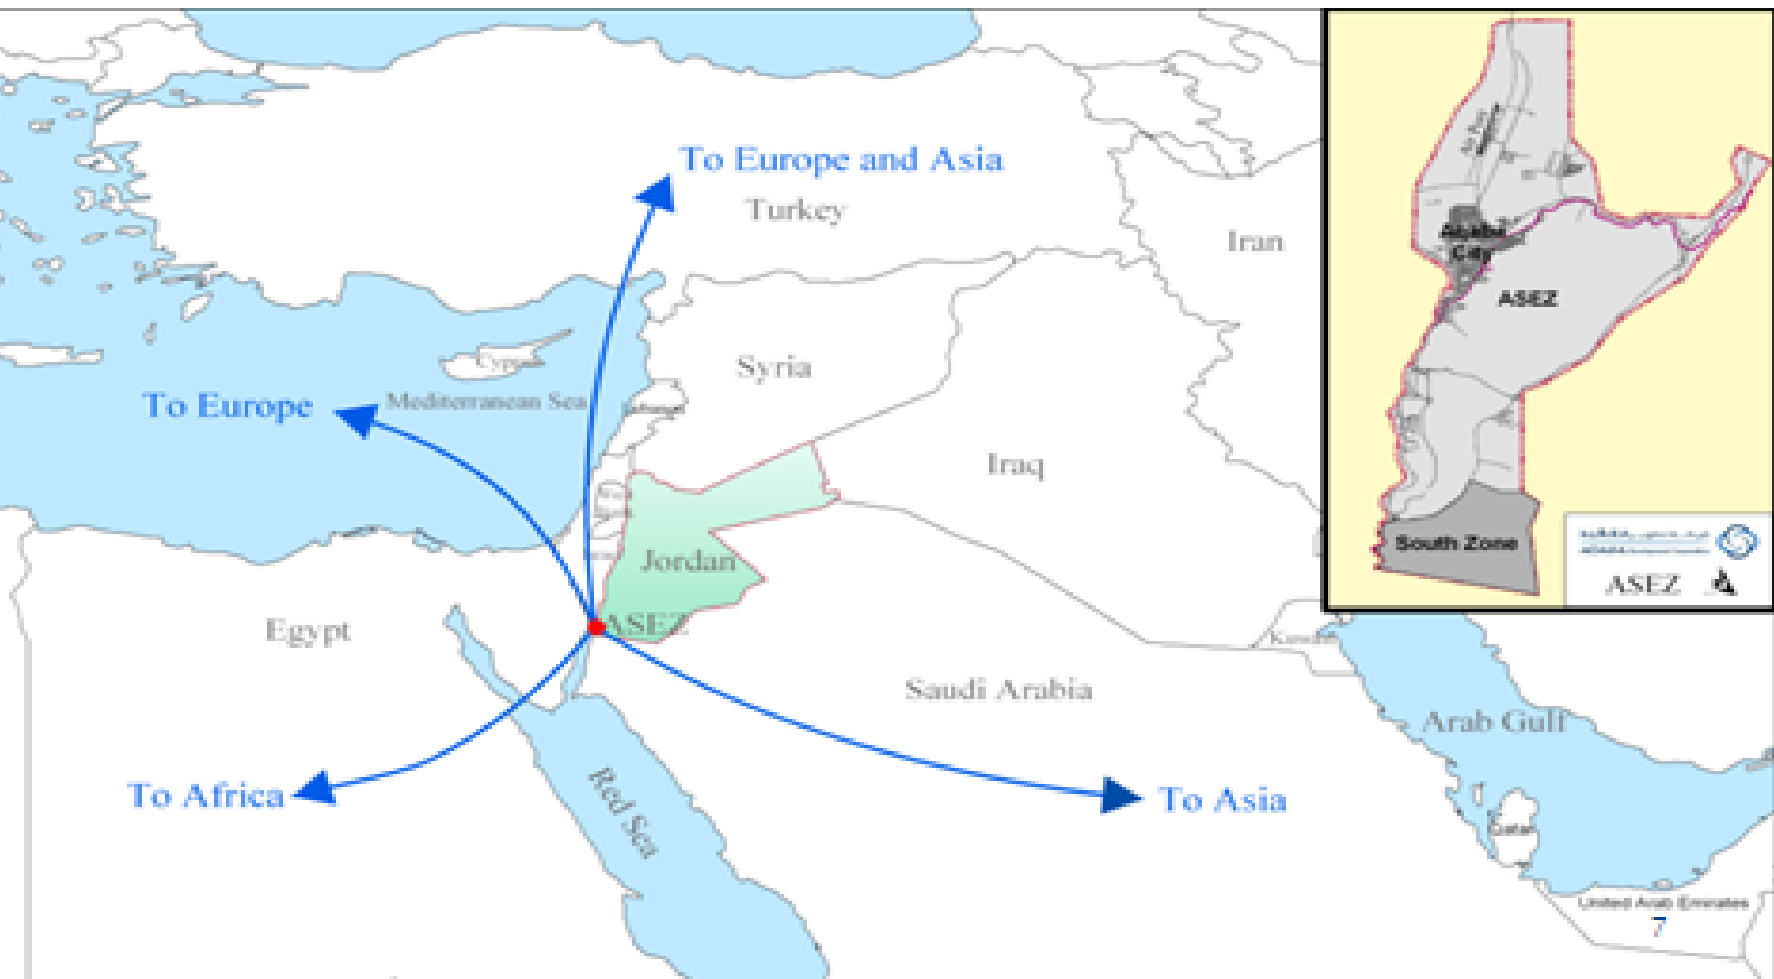 To Europe and Asia
Turkey
Iran
Cyprus
Syria
To Europe
Mediterranean Sea
Iraq
Jordan
ASEZ
Egypt
Saudi Arabia
Arab Gulf
To Africa
To Asia
Red Sea
Qatar
United Arab Emirates
7
Aqaba
City
ASEZ
South Zone
ASEZ